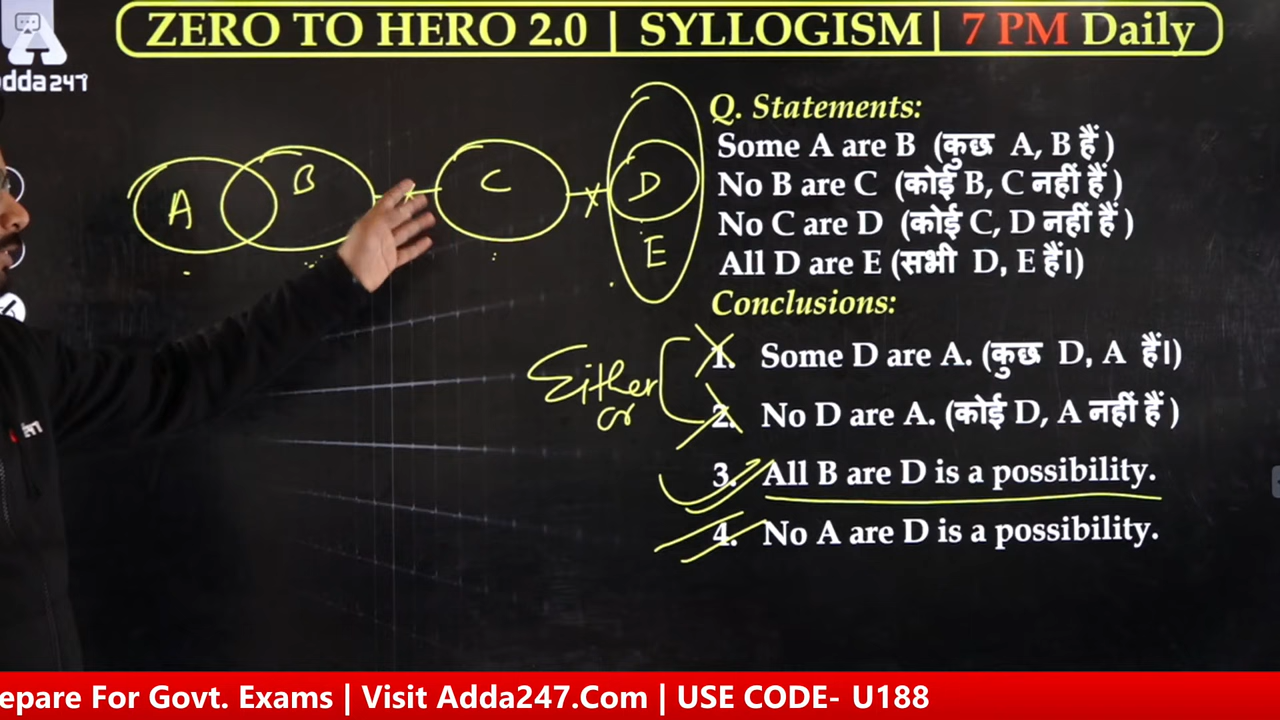 ZERO TO HERO 2.0 | SYLLOGISM | 7 PM Daily
Adda247
Q. Statements:
Some A are B (कुछ A, B हैं )
No B are C (कोई B, C नहीं हैं )
No C are D (कोई C, D नहीं हैं )
All D are E (सभी D, E हैं।)
Conclusions:
1. Some D are A. (कुछ D, A हैं।)
2. No D are A. (कोई D, A नहीं हैं )
3. All B are D is a possibility.
4. No A are D is a possibility.
A B C D
E
Either
or
epare For Govt. Exams | Visit Adda247.Com | USE CODE- U188